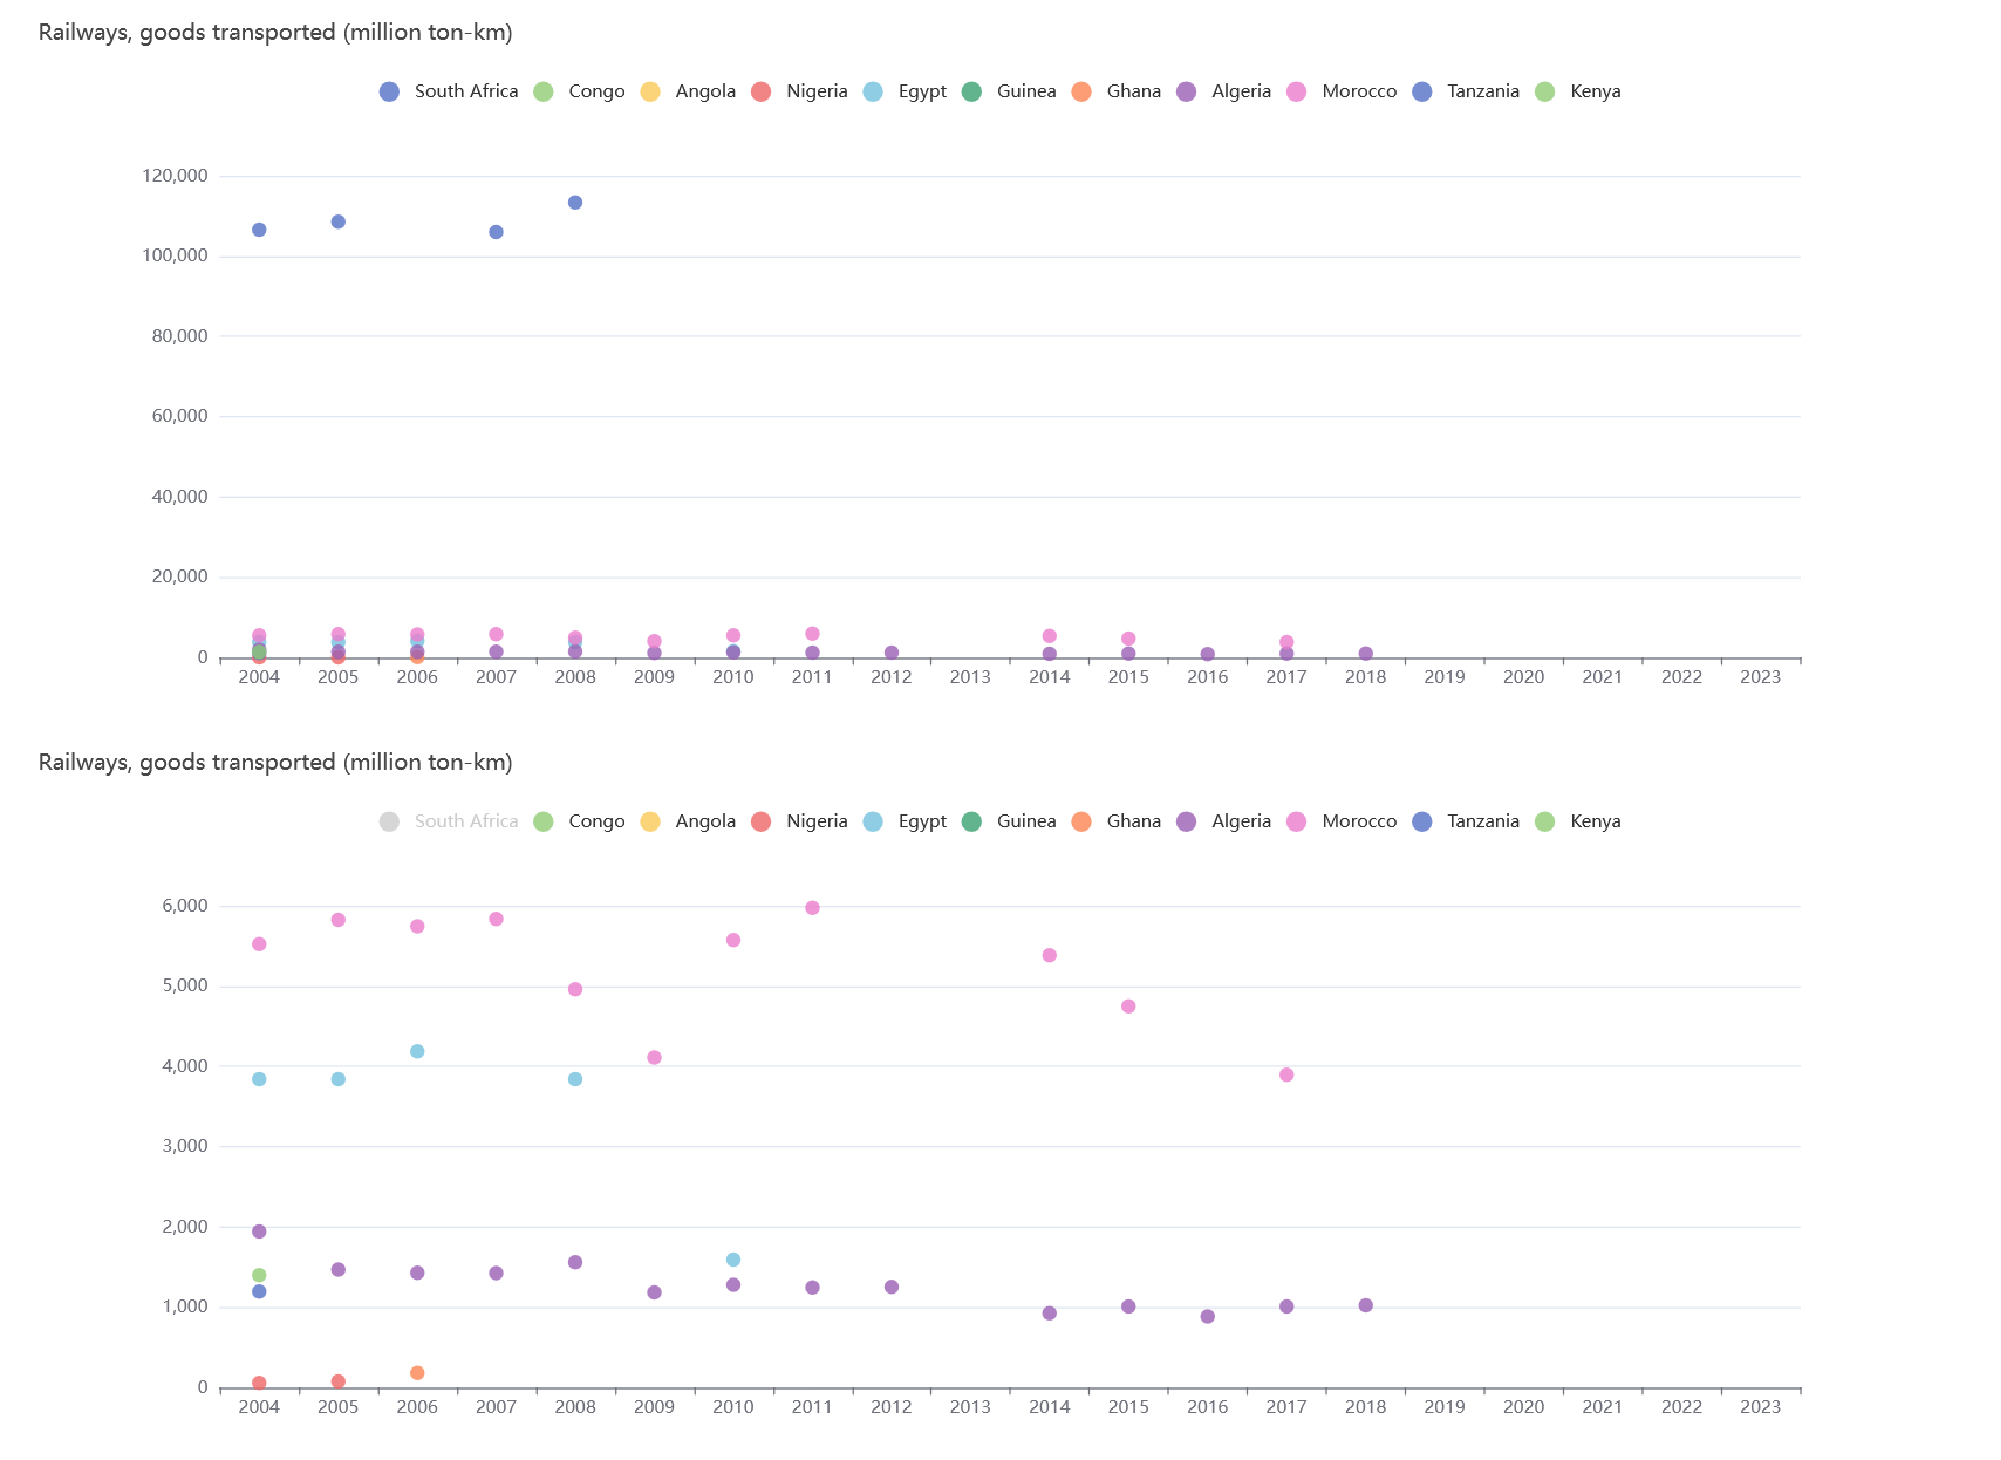 Railways, goods transported (million ton-km)
South Africa Congo Angola Nigeria Egypt Guinea Ghana Algeria Morocco Tanzania Kenya
120,000
100,000
80,000
60,000
40,000
20,000
0
2004 2005 2006 2007 2008 2009 2010 2011 2012 2013 2014 2015 2016 2017 2018 2019 2020 2021 2022 2023
Railways, goods transported (million ton-km)
South Africa Congo Angola Nigeria Egypt Guinea Ghana Algeria Morocco Tanzania Kenya
6,000
5,000
4,000
3,000
2,000
1,000
0
2004 2005 2006 2007 2008 2009 2010 2011 2012 2013 2014 2015 2016 2017 2018 2019 2020 2021 2022 2023